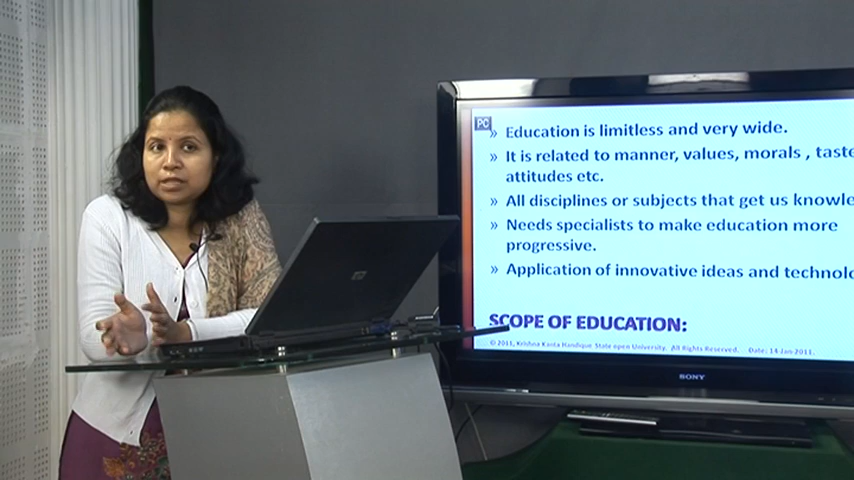 PC
» Education is limitless and very wide.
» It is related to manner, values, morals , taste
attitudes etc.
» All disciplines or subjects that get us knowle
» Needs specialists to make education more
progressive.
» Application of innovative ideas and technolo
SCOPE OF EDUCATION:
© 2011, Krishna Kanta Handique State open University. All Rights Reserved. Date: 14-Jan-2011.
SONY
hp